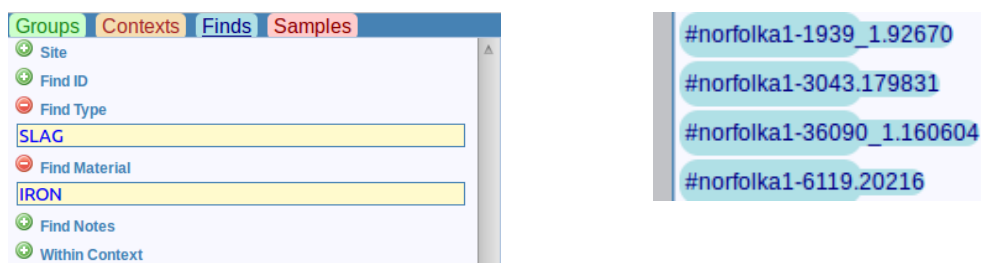 Groups Contexts Finds Samples
Site
Find ID
Find Type
SLAG
Find Material
IRON
Find Notes
Within Context
#norfolka1-1939_1.92670
#norfolka1-3043.179831
#norfolka1-36090_1.160604
#norfolka1-6119.20216